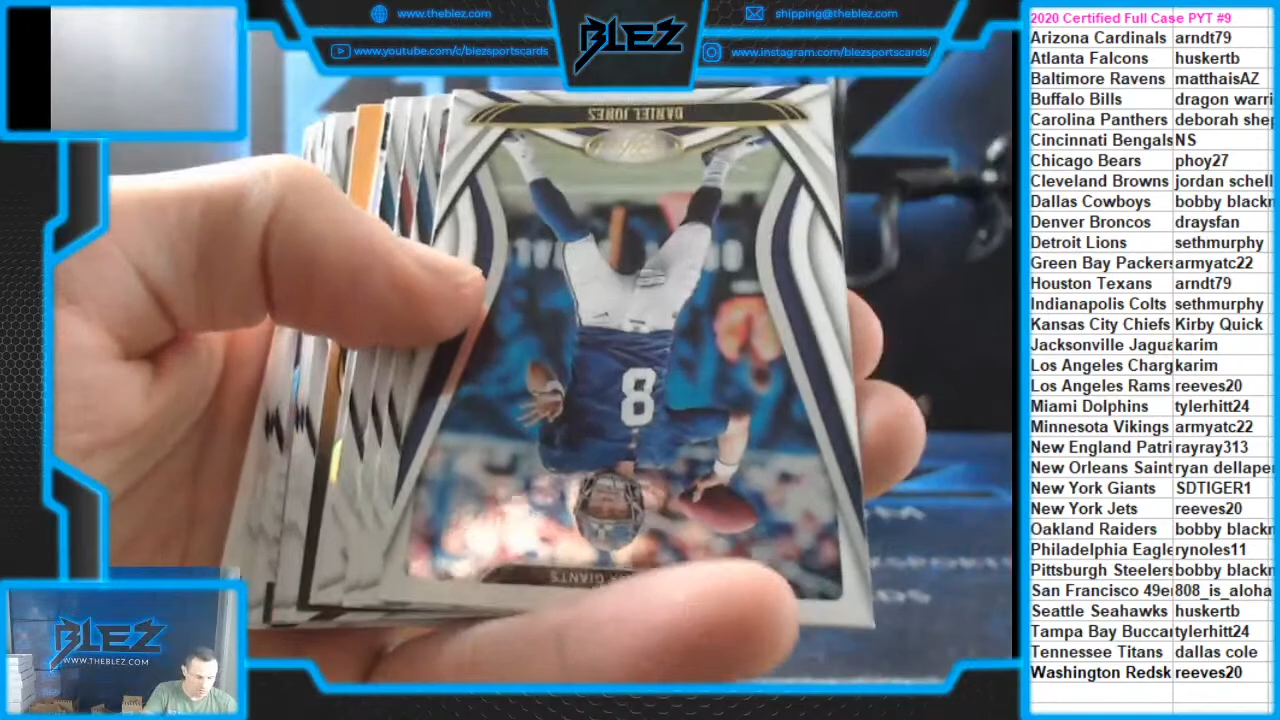 www.theblez.com
shipping@theblez.com
BLEZ
www.youtube.com/c/blezsportscards
www.instagram.com/blezsportscards/
DANIEL JONES
8
GIANTS
BLEZ
WWW.THEBLEZ.COM
2020 Certified Full Case PYT #9
Arizona Cardinals arndt79
Atlanta Falcons huskertb
Baltimore Ravens matthaisAZ
Buffalo Bills dragon warri
Carolina Panthers deborah shep
Cincinnati Bengals NS
Chicago Bears phoy27
Cleveland Browns jordan schell
Dallas Cowboys bobby blackn
Denver Broncos draysfan
Detroit Lions sethmurphy
Green Bay Packers armyatc22
Houston Texans arndt79
Indianapolis Colts sethmurphy
Kansas City Chiefs Kirby Quick
Jacksonville Jagua karim
Los Angeles Charg karim
Los Angeles Rams reeves20
Miami Dolphins tylerhitt24
Minnesota Vikings armyatc22
New England Patri rayray313
New Orleans Saint ryan dellape
New York Giants SDTIGER1
New York Jets reeves20
Oakland Raiders bobby blackn
Philadelphia Eagle rynoles11
Pittsburgh Steelers bobby blackn
San Francisco 49e 808_is_aloha
Seattle Seahawks huskertb
Tampa Bay Buccan tylerhitt24
Tennessee Titans dallas cole
Washington Redsk reeves20